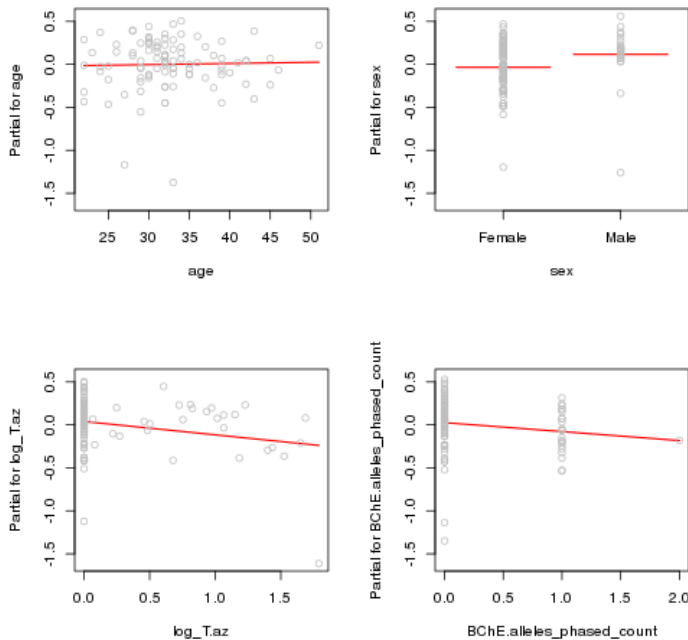 Partial for age
0.5
0.0
-0.5
-1.0
-1.5
25 30 35 40 45 50
age
Partial for sex
0.5
0.0
-0.5
-1.0
-1.5
Female Male
sex
Partial for log_T.az
0.5
0.0
-0.5
-1.0
-1.5
0.0 0.5 1.0 1.5
log_T.az
Partial for BChE.alleles_phased_count
0.5
0.0
-0.5
-1.0
-1.5
0.0 0.5 1.0 1.5 2.0
BChE.alleles_phased_count